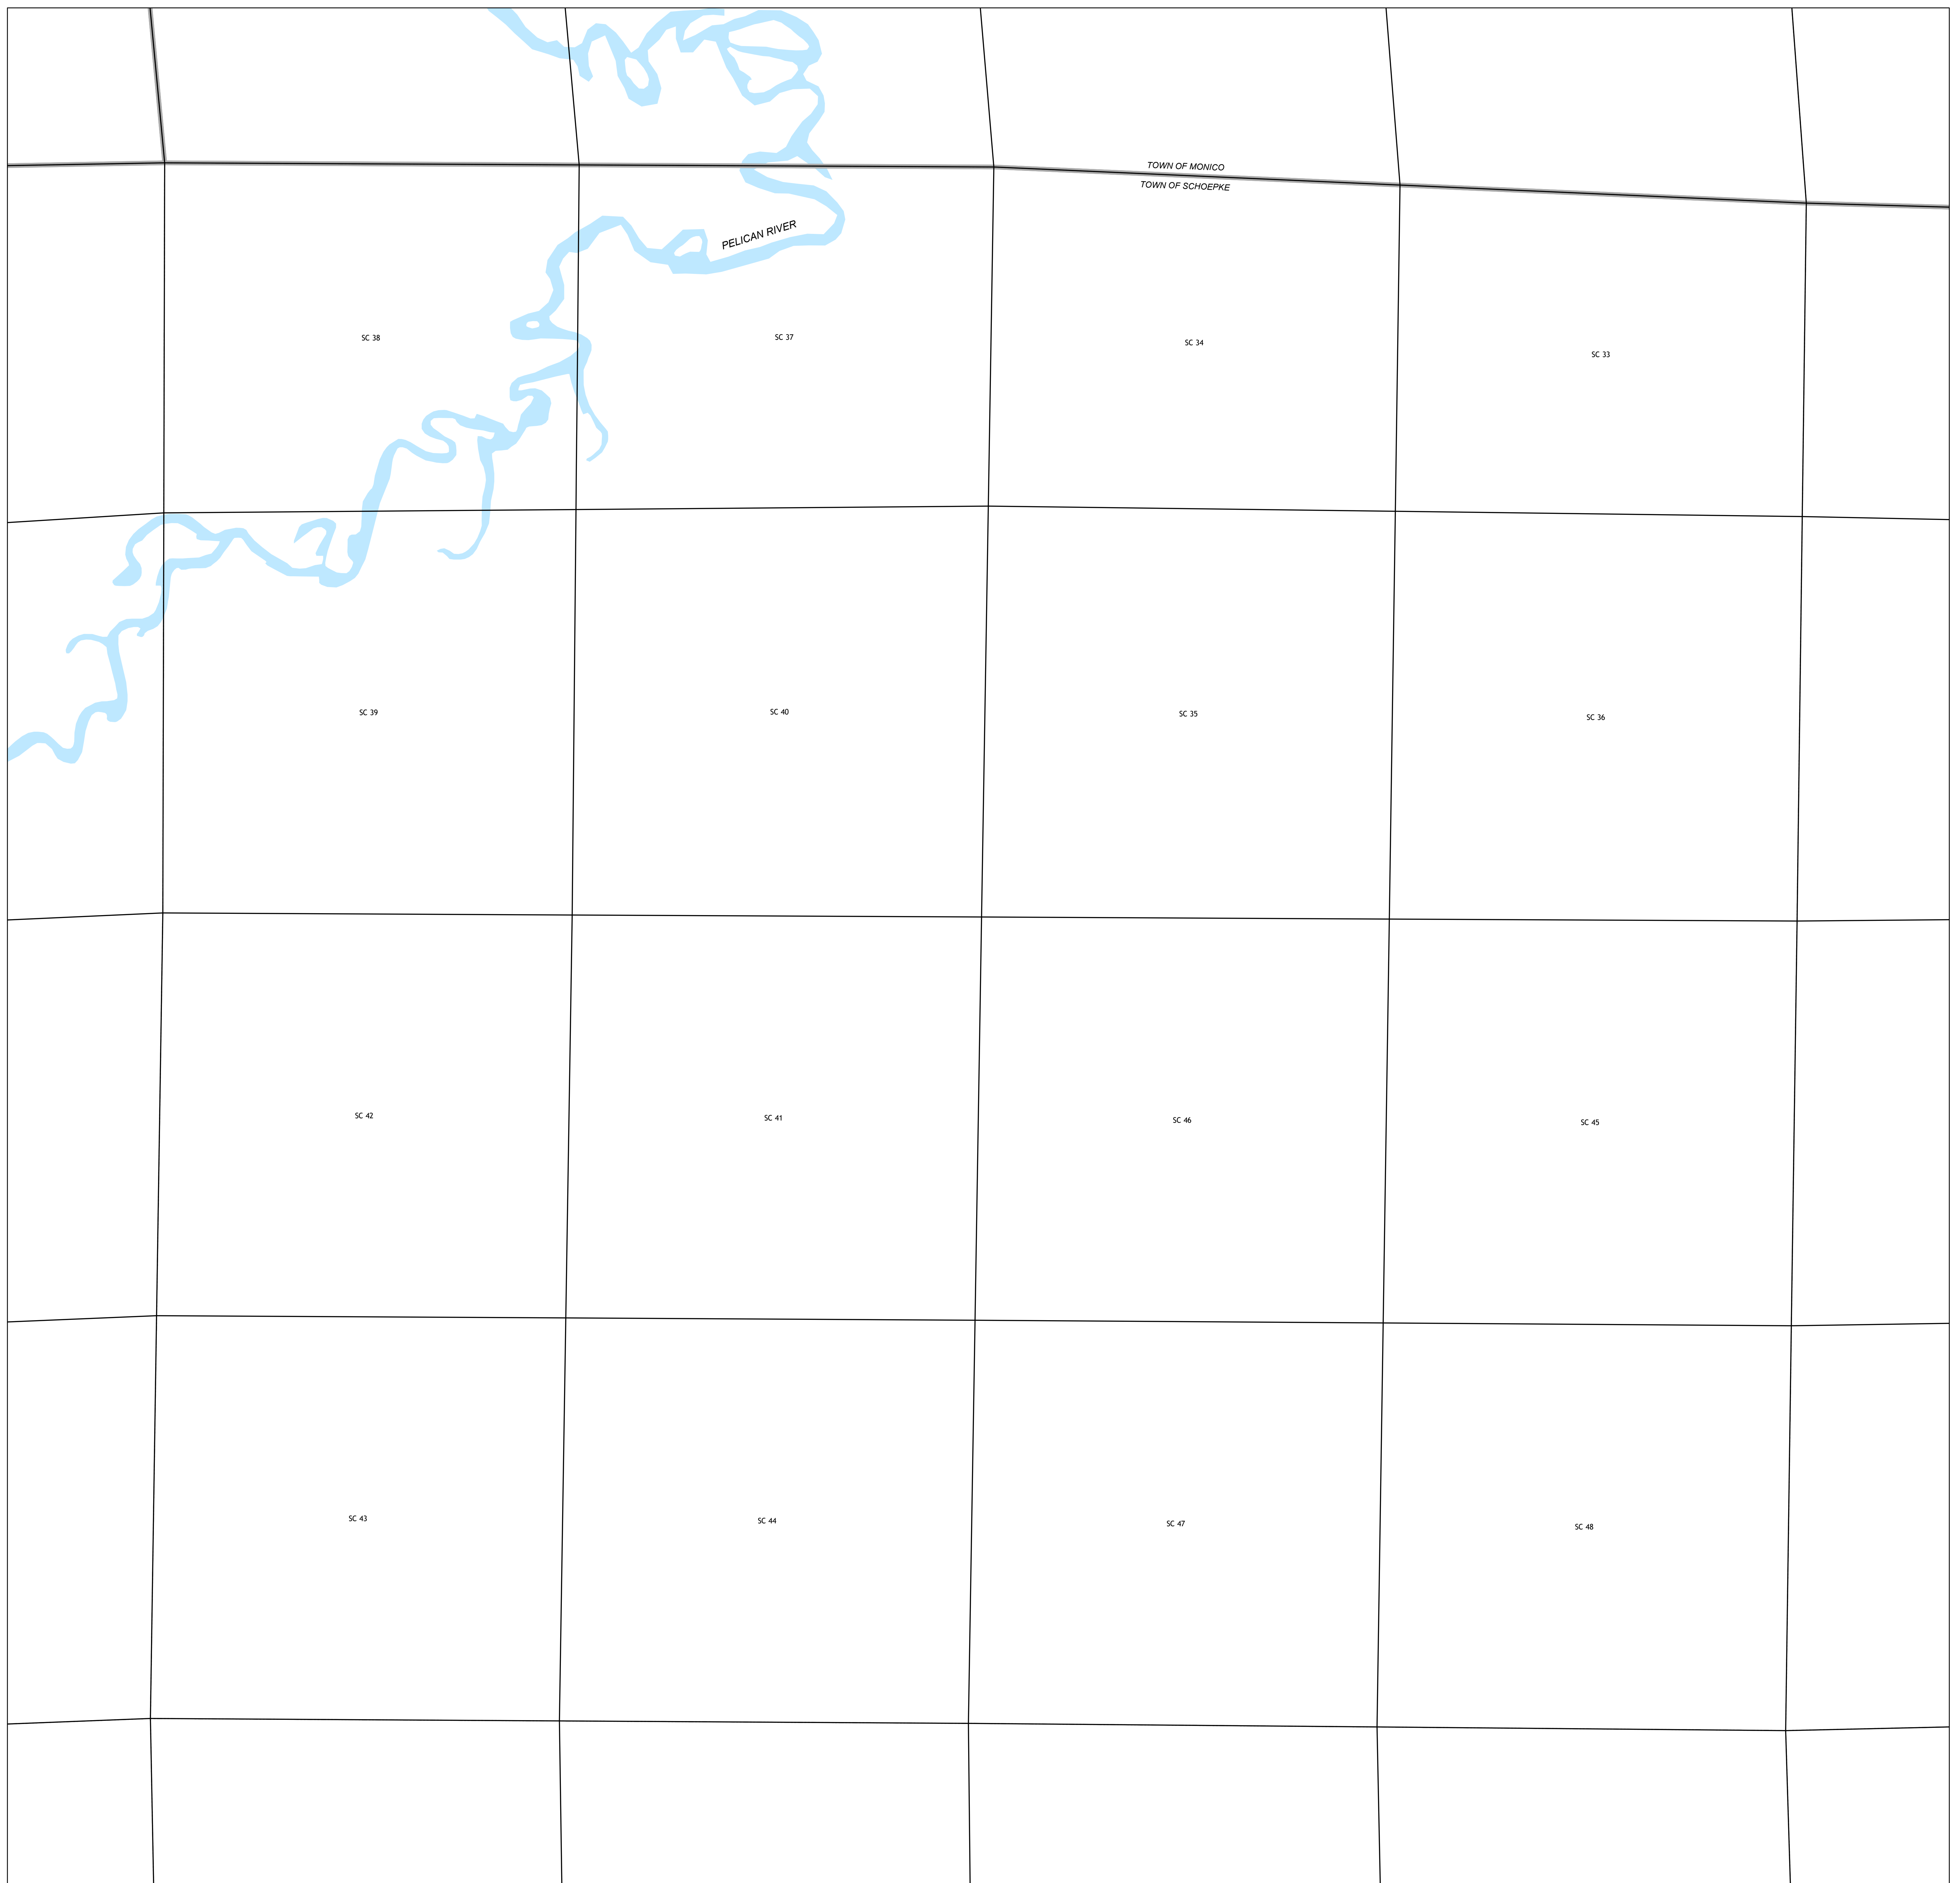 TOWN OF MONICO
TOWN OF SCHOEPKE
PELICAN RIVER
SC 38
SC 37
SC 34
SC 33
SC 39
SC 40
SC 35
SC 36
SC 42
SC 41
SC 46
SC 45
SC 43
SC 44
SC 47
SC 48